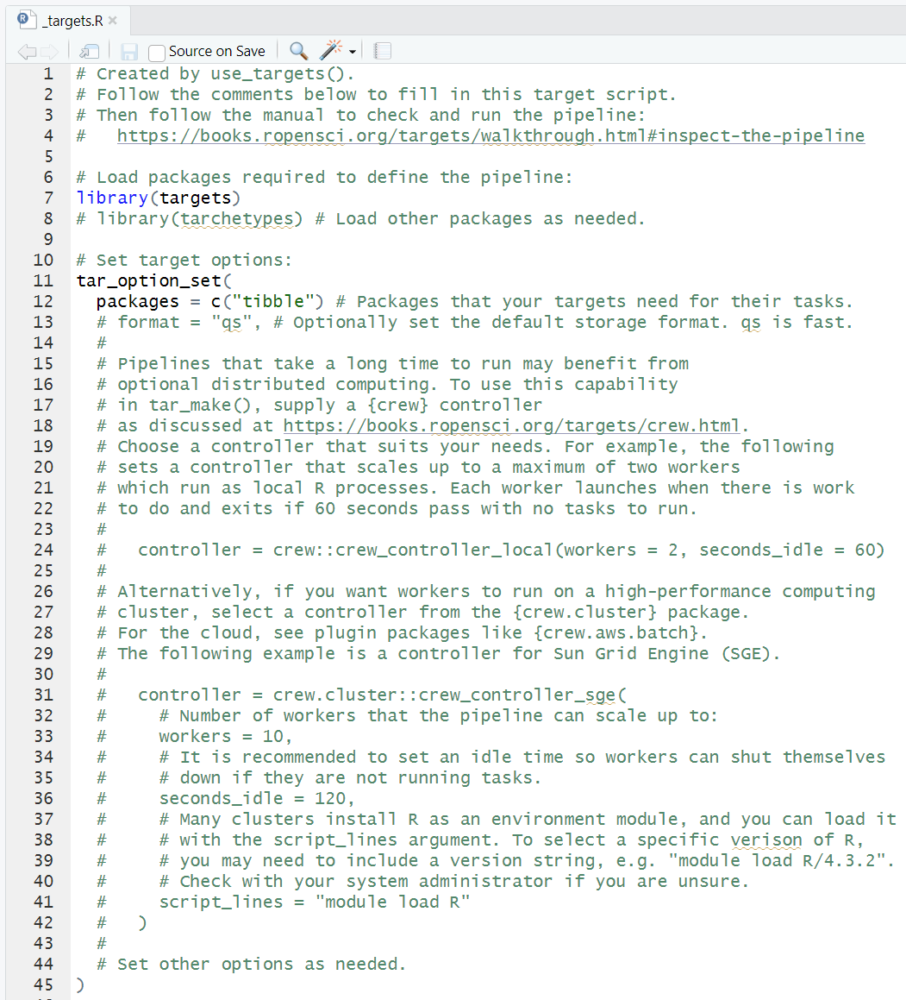 _targets.R
Source on Save
1 # Created by use_targets().
2 # Follow the comments below to fill in this target script.
3 # Then follow the manual to check and run the pipeline:
4 #   https://books.ropensci.org/targets/walkthrough.html#inspect-the-pipeline
5
6 # Load packages required to define the pipeline:
7 library(targets)
8 # library(tarchetypes) # Load other packages as needed.
9
10 # Set target options:
11 tar_option_set(
12   packages = c("tibble") # Packages that your targets need for their tasks.
13   # format = "qs", # Optionally set the default storage format. qs is fast.
14   #
15   # Pipelines that take a long time to run may benefit from
16   # optional distributed computing. To use this capability
17   # in tar_make(), supply a {crew} controller
18   # as discussed at https://books.ropensci.org/targets/crew.html.
19   # Choose a controller that suits your needs. For example, the following
20   # sets a controller that scales up to a maximum of two workers
21   # which run as local R processes. Each worker launches when there is work
22   # to do and exits if 60 seconds pass with no tasks to run.
23   #
24   #   controller = crew::crew_controller_local(workers = 2, seconds_idle = 60)
25   #
26   # Alternatively, if you want workers to run on a high-performance computing
27   # cluster, select a controller from the {crew.cluster} package.
28   # For the cloud, see plugin packages like {crew.aws.batch}.
29   # The following example is a controller for Sun Grid Engine (SGE).
30   #
31   #   controller = crew.cluster::crew_controller_sge(
32   #     # Number of workers that the pipeline can scale up to:
33   #     workers = 10,
34   #     # It is recommended to set an idle time so workers can shut themselves
35   #     # down if they are not running tasks.
36   #     seconds_idle = 120,
37   #     # Many clusters install R as an environment module, and you can load it
38   #     # with the script_lines argument. To select a specific verison of R,
39   #     # you may need to include a version string, e.g. "module load R/4.3.2".
40   #     # Check with your system administrator if you are unsure.
41   #     script_lines = "module load R"
42   #   )
43   #
44   # Set other options as needed.
45 )